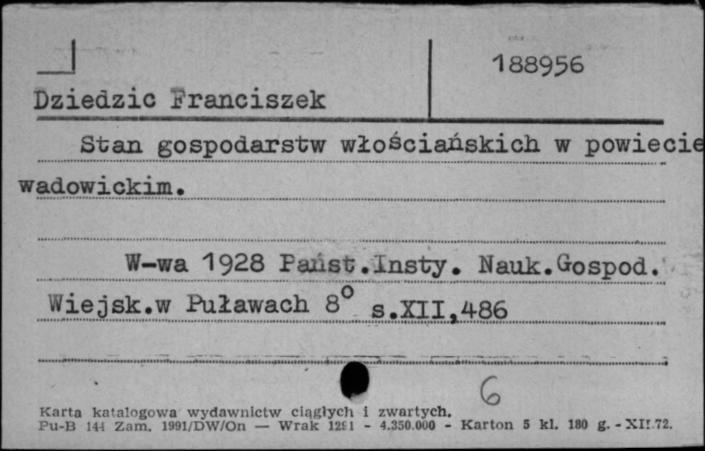 188956
Dziedzic Franciszek
Stan gospodarstw włościańskich w powiecie
wadowickim.
W-wa 1928 Państ.Insty. Nauk.Gospod.
Wiejsk.w Puławach 8° s.XII,486
6
Karta katalogowa wydawnictw ciągłych i zwartych.
Pu-B 144 Zam. 1991/DW/On — Wrak 1291 - 4.350.000 - Karton 5 kl. 180 g. - XII.72.